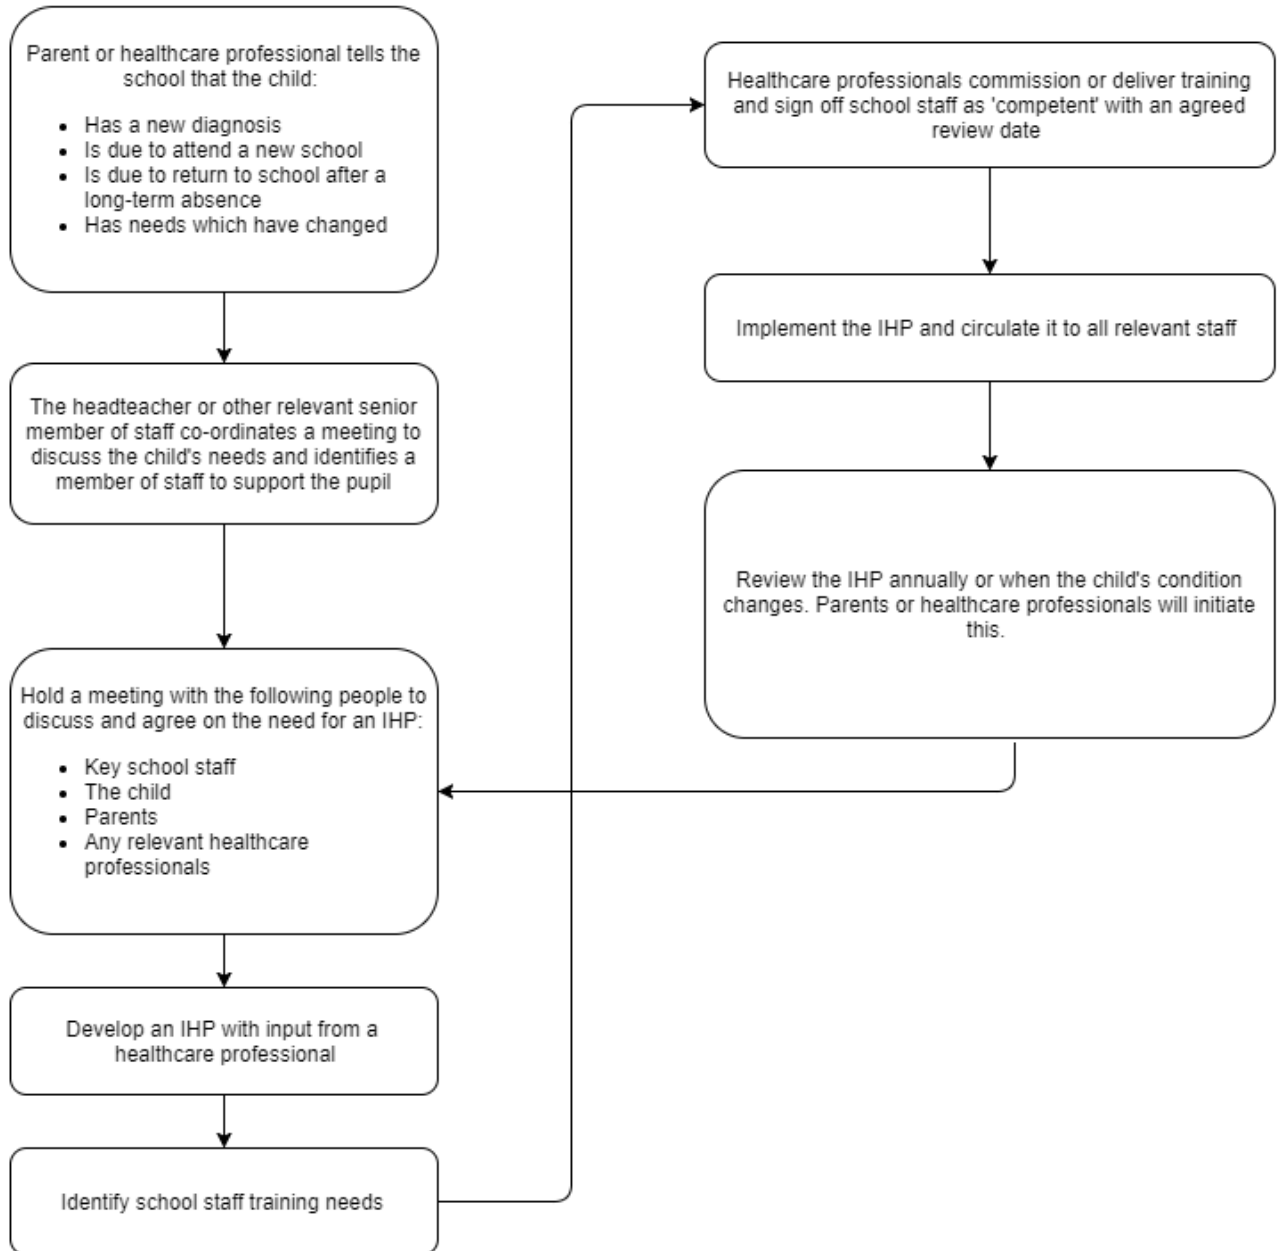 Parent or healthcare professional tells the
school that the child:
• Has a new diagnosis
• Is due to attend a new school
• Is due to return to school after a
long-term absence
• Has needs which have changed
The headteacher or other relevant senior
member of staff co-ordinates a meeting to
discuss the child's needs and identifies a
member of staff to support the pupil
Hold a meeting with the following people to
discuss and agree on the need for an IHP:
• Key school staff
• The child
• Parents
• Any relevant healthcare
professionals
Develop an IHP with input from a
healthcare professional
Identify school staff training needs
Healthcare professionals commission or deliver training
and sign off school staff as 'competent' with an agreed
review date
Implement the IHP and circulate it to all relevant staff
Review the IHP annually or when the child's condition
changes. Parents or healthcare professionals will initiate
this.